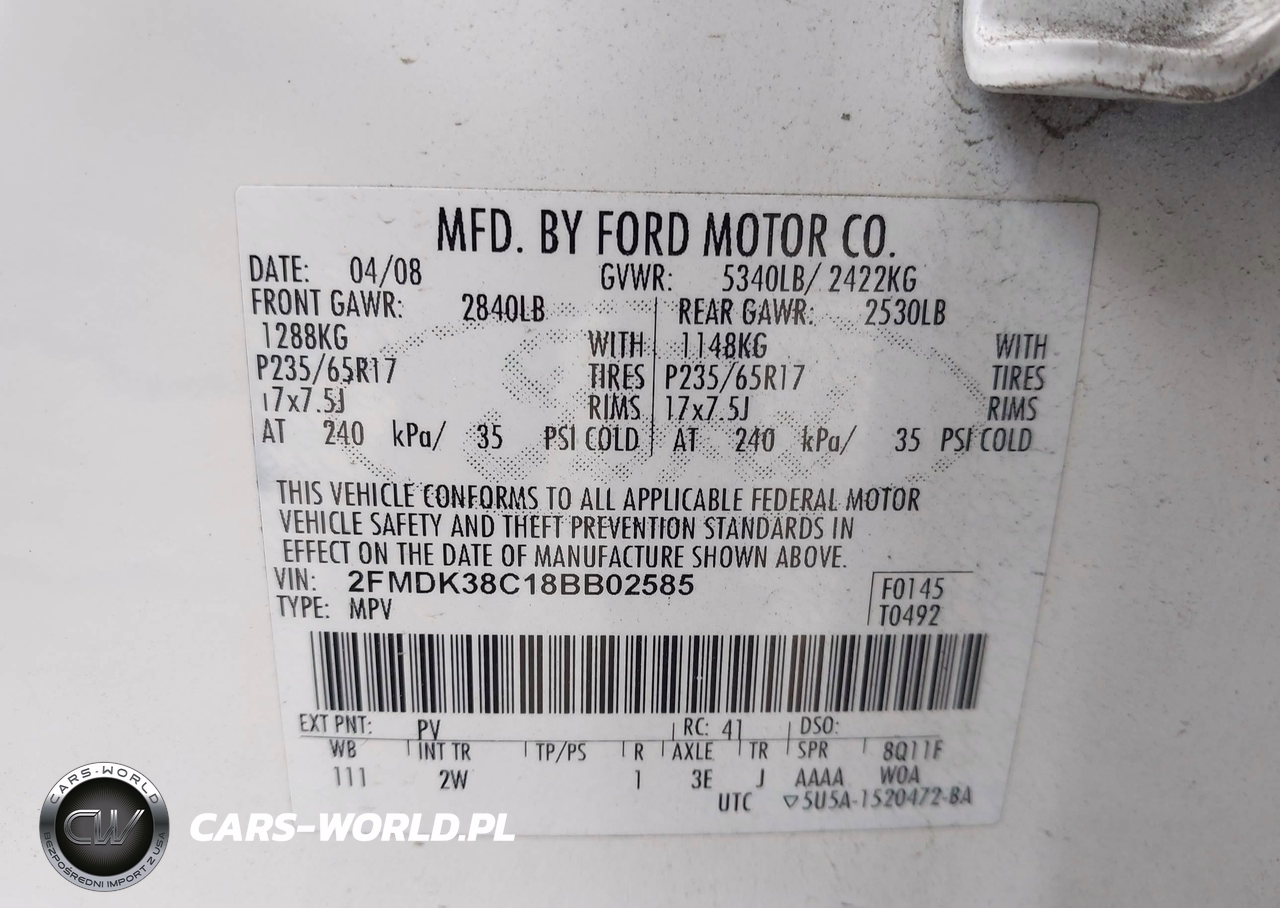 MFD. BY FORD MOTOR CO.
DATE: 04/08 GVWR: 5340LB/ 2422KG
FRONT GAWR: 2840LB REAR GAWR: 2530LB
1288KG WITH 1148KG WITH
P235/65R17 TIRES P235/65R17 TIRES
17x7.5J RIMS 17x7.5J RIMS
AT 240 kPa/ 35 PSI COLD AT 240 kPa/ 35 PSI COLD
THIS VEHICLE CONFORMS TO ALL APPLICABLE FEDERAL MOTOR
VEHICLE SAFETY AND THEFT PREVENTION STANDARDS IN
EFFECT ON THE DATE OF MANUFACTURE SHOWN ABOVE.
VIN: 2FMDK38C18BB02585 F0145
TYPE: MPV T0492
EXT PNT: PV RC: 41 DSO:
WB INT TR TP/PS R AXLE TR SPR 8Q11F
111 2W 1 3E J AAAA WOA
UTC ▽5U5A-1520472-BA
CARS-WORLD
CW
BEZPOŚREDNI IMPORT Z USA
CARS-WORLD.PL